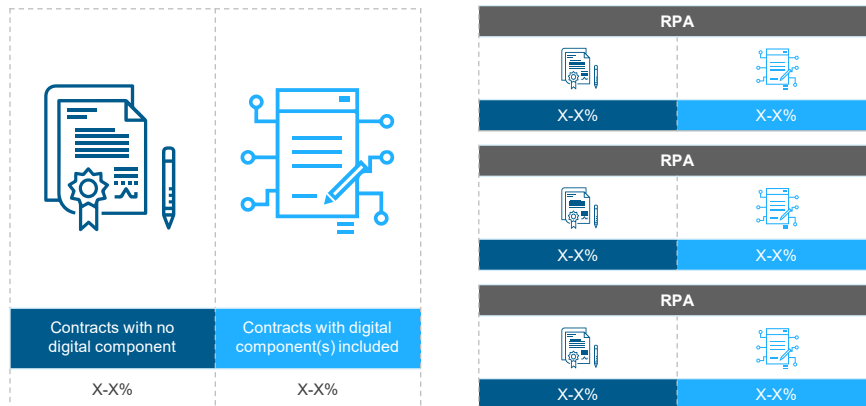 Contracts with no
digital component
Contracts with digital
component(s) included
X-X%
X-X%
RPA
X-X%
X-X%
RPA
X-X%
X-X%
RPA
X-X%
X-X%